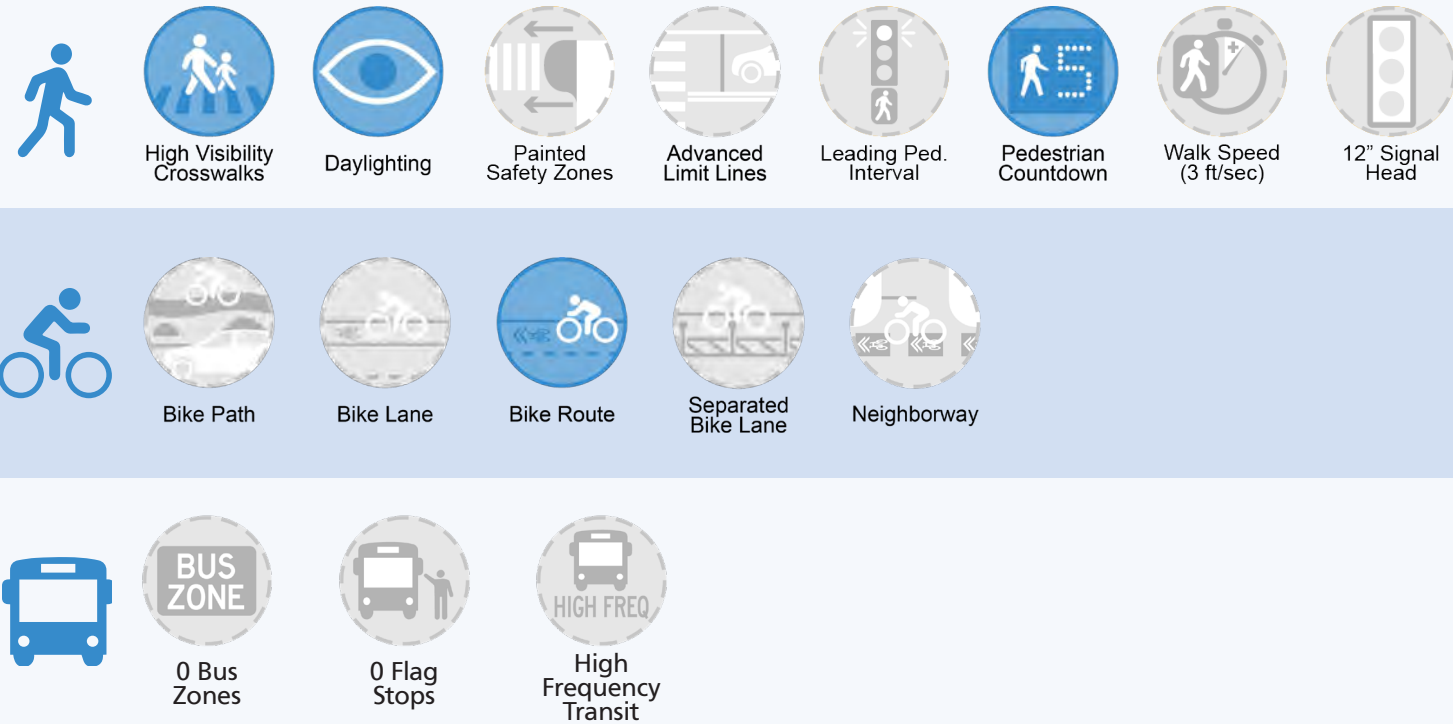 5
High Visibility
Crosswalks
Daylighting
Painted
Safety Zones
Advanced
Limit Lines
Leading Ped.
Interval
Pedestrian
Countdown
Walk Speed
(3 ft/sec)
12” Signal
Head
Bike Path
Bike Lane
Bike Route
Separated
Bike Lane
Neighborway
BUS
ZONE
HIGH FREQ
0 Bus
Zones
0 Flag
Stops
High
Frequency
Transit